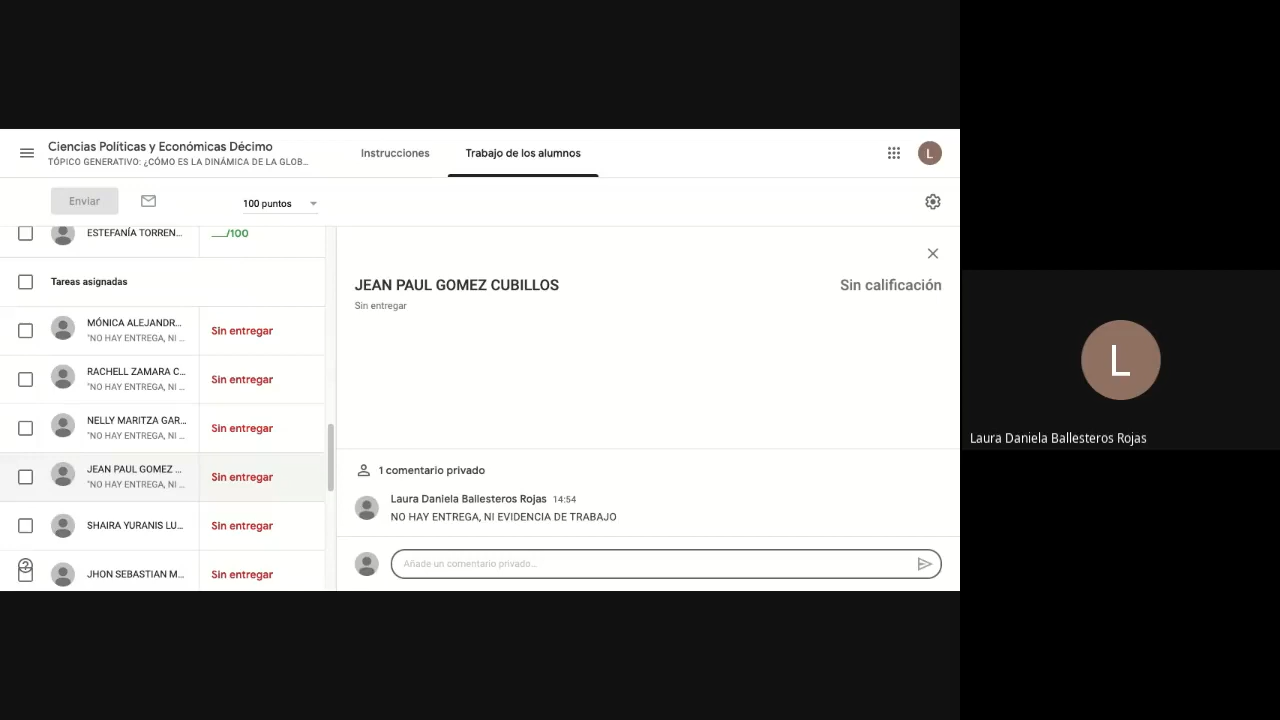 Ciencias Políticas y Económicas Décimo
TÓPICO GENERATIVO: ¿CÓMO ES LA DINÁMICA DE LA GLOB...
Instrucciones
Trabajo de los alumnos
L
Enviar
100 puntos
ESTEFANÍA TORREN...
__/100
Tareas asignadas
MÓNICA ALEJANDR...
"NO HAY ENTREGA, NI ...
Sin entregar
RACHELL ZAMARA C...
"NO HAY ENTREGA, NI ...
Sin entregar
NELLY MARITZA GAR...
"NO HAY ENTREGA, NI ...
Sin entregar
JEAN PAUL GOMEZ ...
"NO HAY ENTREGA, NI ...
Sin entregar
SHAIRA YURANIS LU...
Sin entregar
JHON SEBASTIAN M...
Sin entregar
JEAN PAUL GOMEZ CUBILLOS
Sin calificación
Sin entregar
1 comentario privado
Laura Daniela Ballesteros Rojas 14:54
NO HAY ENTREGA, NI EVIDENCIA DE TRABAJO
Añade un comentario privado...
L
Laura Daniela Ballesteros Rojas